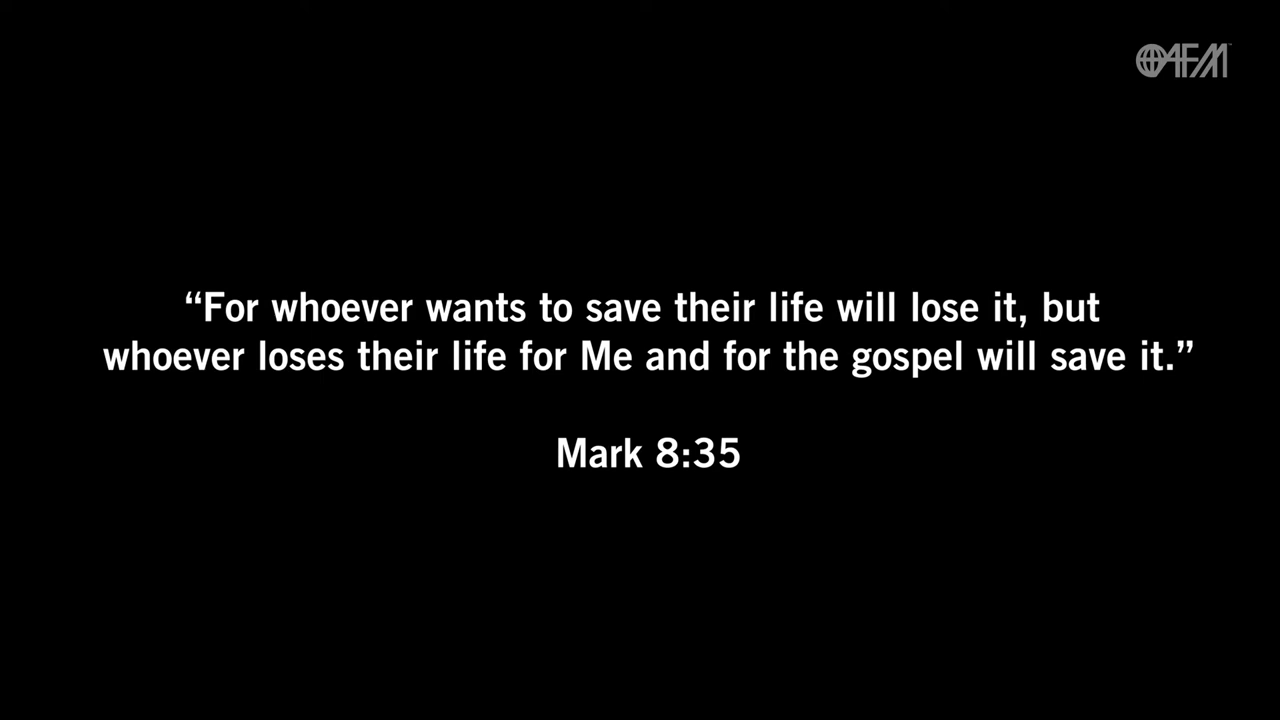 AFM
“For whoever wants to save their life will lose it, but
whoever loses their life for Me and for the gospel will save it.”
Mark 8:35